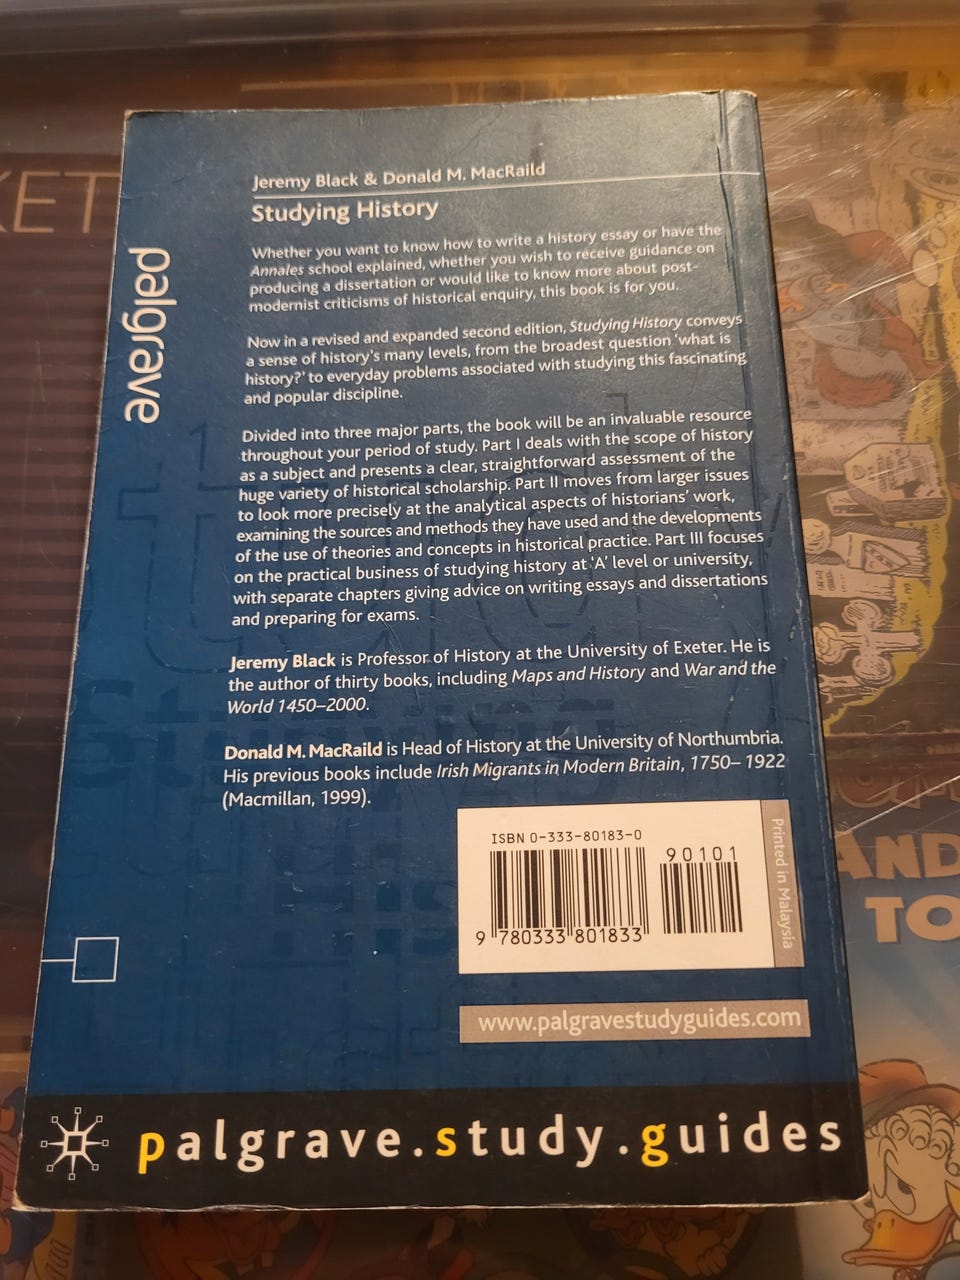 Jeremy Black & Donald M. MacRaild
Studying History
Whether you want to know how to write a history essay or have the
Annales school explained, whether you wish to receive guidance on
producing a dissertation or would like to know more about post-
modernist criticisms of historical enquiry, this book is for you.
Now in a revised and expanded second edition, Studying History conveys
a sense of history's many levels, from the broadest question 'what is
history?' to everyday problems associated with studying this fascinating
and popular discipline.
Divided into three major parts, the book will be an invaluable resource
throughout your period of study. Part I deals with the scope of history
as a subject and presents a clear, straightforward assessment of the
huge variety of historical scholarship. Part II moves from larger issues
to look more precisely at the analytical aspects of historians' work,
examining the sources and methods they have used and the developments
of the use of theories and concepts in historical practice. Part III focuses
on the practical business of studying history at 'A' level or university,
with separate chapters giving advice on writing essays and dissertations
and preparing for exams.
Jeremy Black is Professor of History at the University of Exeter. He is
the author of thirty books, including Maps and History and War and the
World 1450–2000.
Donald M. MacRaild is Head of History at the University of Northumbria.
His previous books include Irish Migrants in Modern Britain, 1750–1922
(Macmillan, 1999).
palgrave
ISBN 0-333-80183-0
90101
9 780333 801833
Printed in Malaysia
www.palgravestudyguides.com
palgrave.study.guides
KET
AND
TO